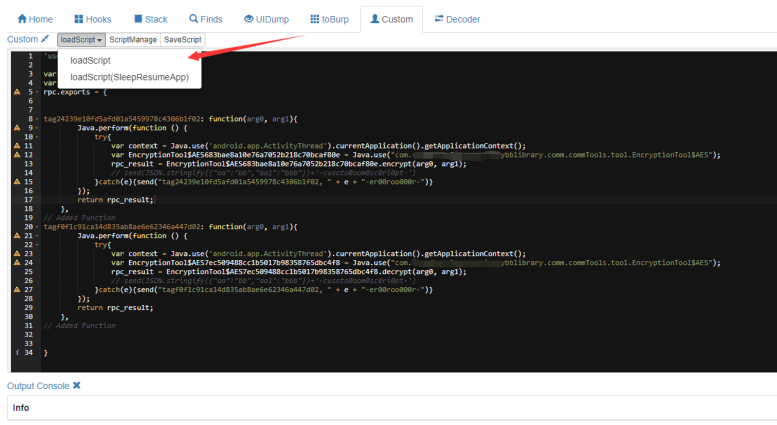 Home Hooks Stack Finds UIDump toBurp Custom Decoder
Custom loadScript ScriptManage SaveScript
loadScript
loadScript(SleepResumeApp)
1 'us
2
3 var
4 var
5 rpc.exports = {
6
7
8 tag24239e10fd5afd01a5459978c4306b1f02: function(arg0, arg1){
9 Java.perform(function () {
10 try{
11 var context = Java.use('android.app.ActivityThread').currentApplication().getApplicationContext();
12 var EncryptionTool$AES683bae8a10e76a7052b218c70bcaf80e = Java.use("com. ybblibrary.comm.commTools.tool.EncryptionTool$AES");
13 rpc_result = EncryptionTool$AES683bae8a10e76a7052b218c70bcaf80e.encrypt(arg0, arg1);
14 // send(JSON.stringify({"aa":"bb","aa1":"bbb"})+'-cusoto0oom0sc0ri0pt-')
15 }catch(e){send("tag24239e10fd5afd01a5459978c4306b1f02, " + e + "-er00roo000r-")}
16 });
17 return rpc_result;
18 },
19 // Added Function
20 tagf0f1c91ca14d835ab8ae6e62346a447d02: function(arg0, arg1){
21 Java.perform(function () {
22 try{
23 var context = Java.use('android.app.ActivityThread').currentApplication().getApplicationContext();
24 var EncryptionTool$AES7ec509488cc1b5017b98358765dbc4f8 = Java.use("com. ybblibrary.comm.commTools.tool.EncryptionTool$AES");
25 rpc_result = EncryptionTool$AES7ec509488cc1b5017b98358765dbc4f8.decrypt(arg0, arg1);
26 // send(JSON.stringify({"aa":"bb","aa1":"bbb"})+'-cusoto0oom0sc0ri0pt-')
27 }catch(e){send("tagf0f1c91ca14d835ab8ae6e62346a447d02, " + e + "-er00roo000r-")}
28 });
29 return rpc_result;
30 },
31 // Added Function
32
33
34 }
Output Console
Info